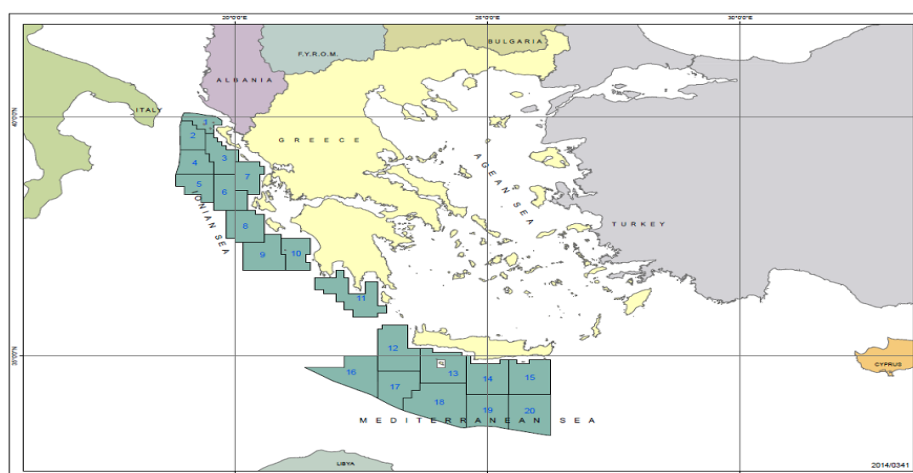 20°0'0"E
25°0'0"E
30°0'0"E
BULGARIA
F.Y.R.O.M.
ALBANIA
ITALY
40°0'0"N
3
2
GREECE
3
AGEAN SEA
4
7
5
6
IONIAN SEA
TURKEY
8
9
10
11
12
35°0'0"N
CYPRUS
16
13
14
15
17
18
19
20
MEDITERRANEAN SEA
LIBYA
2014/0341